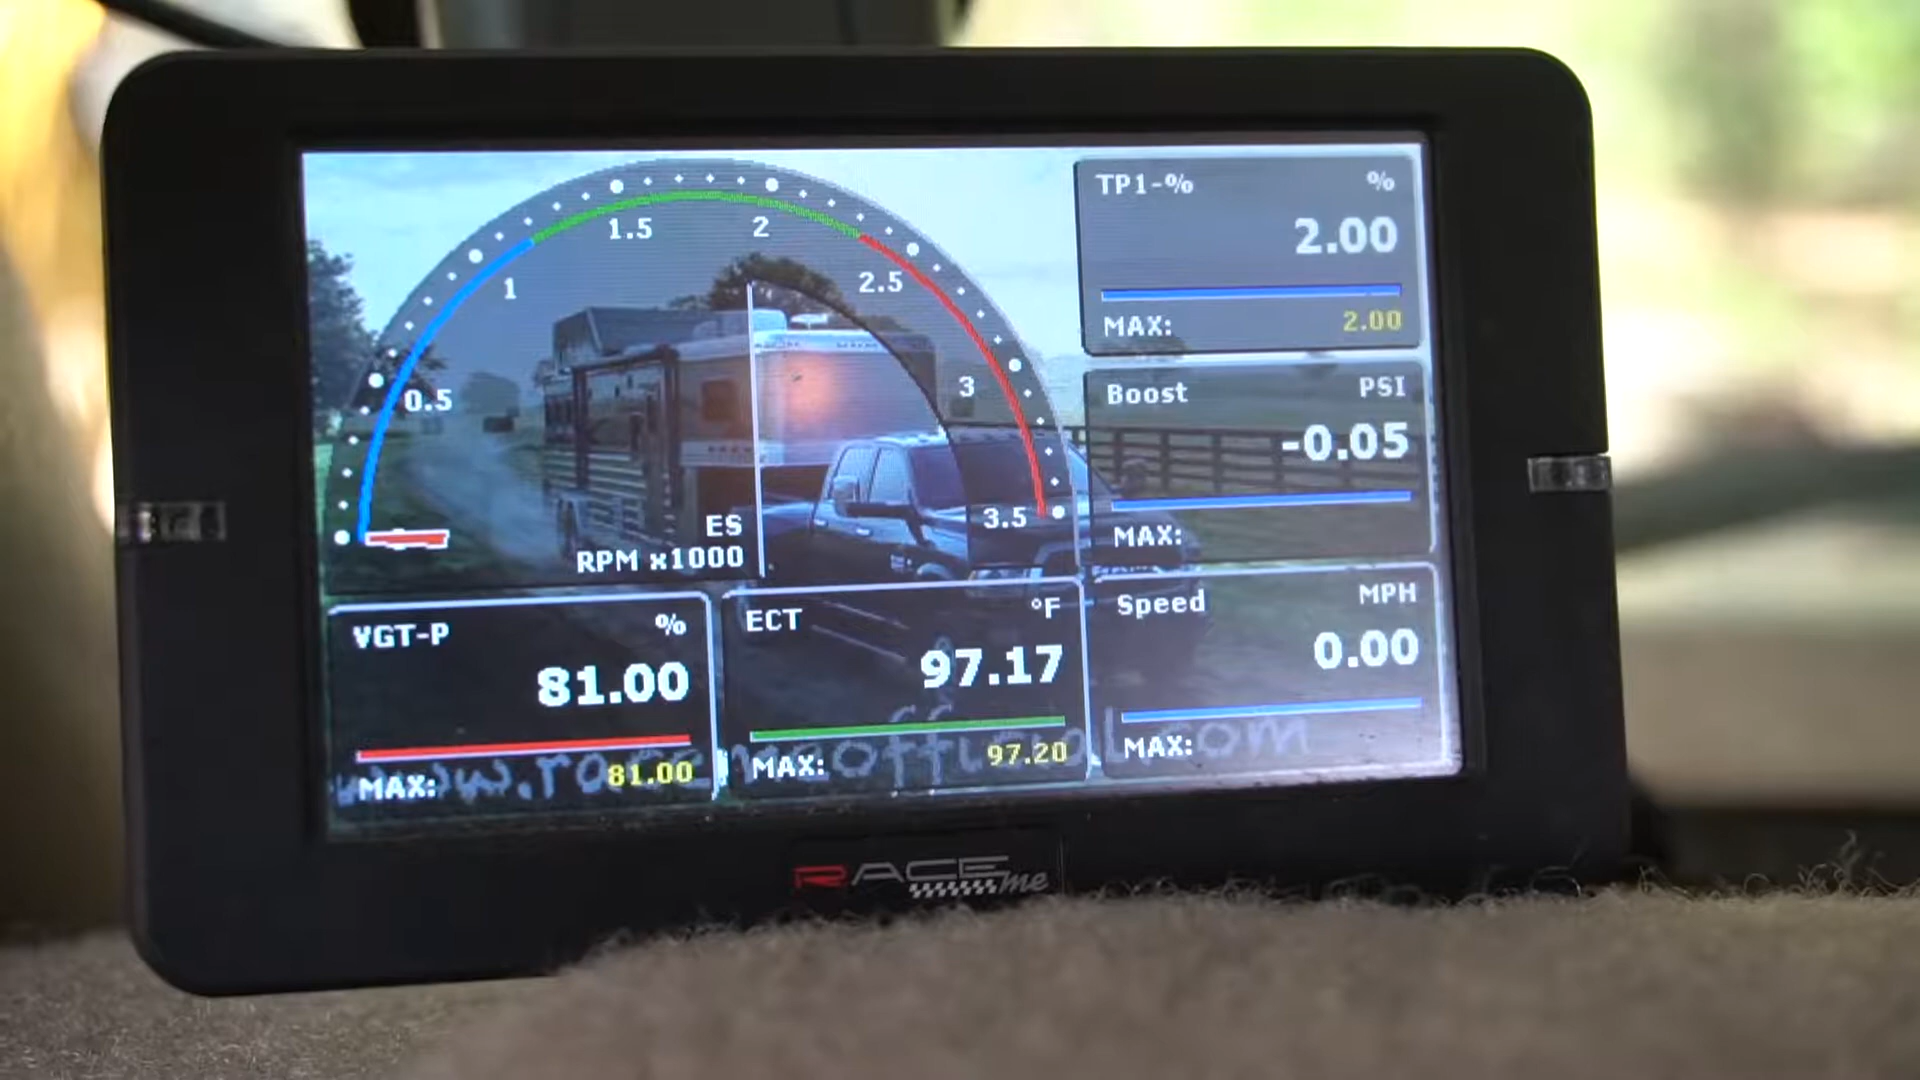 1.5
2
1
2.5
0.5
3
3.5
ES
RPM x1000
TP1-% %
2.00
MAX: 2.00
Boost PSI
-0.05
MAX:
VGT-P %
81.00
MAX: 81.00
ECT °F
97.17
MAX: 97.20
Speed MPH
0.00
MAX:
RACE me